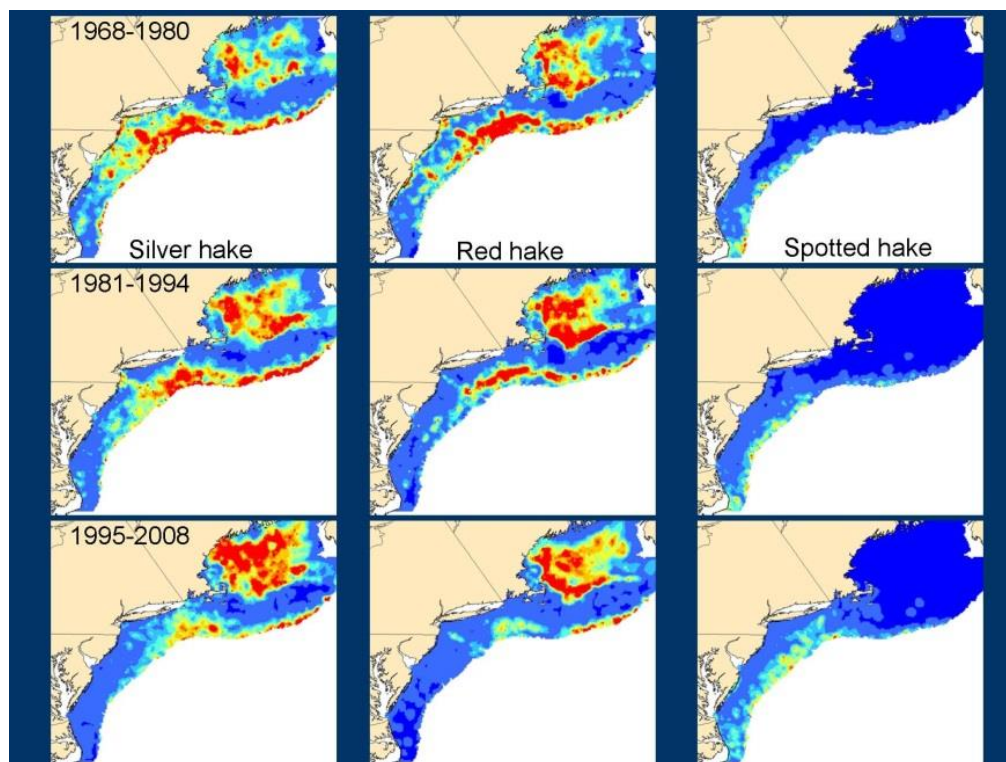 1968-1980
Silver hake
Red hake
Spotted hake
1981-1994
1995-2008